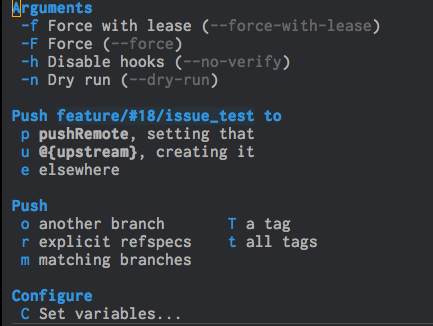 Arguments
-f Force with lease (--force-with-lease)
-F Force (--force)
-h Disable hooks (--no-verify)
-n Dry run (--dry-run)
Push feature/#18/issue_test to
p pushRemote, setting that
u @{upstream}, creating it
e elsewhere
Push
o another branch T a tag
r explicit refspecs t all tags
m matching branches
Configure
C Set variables...